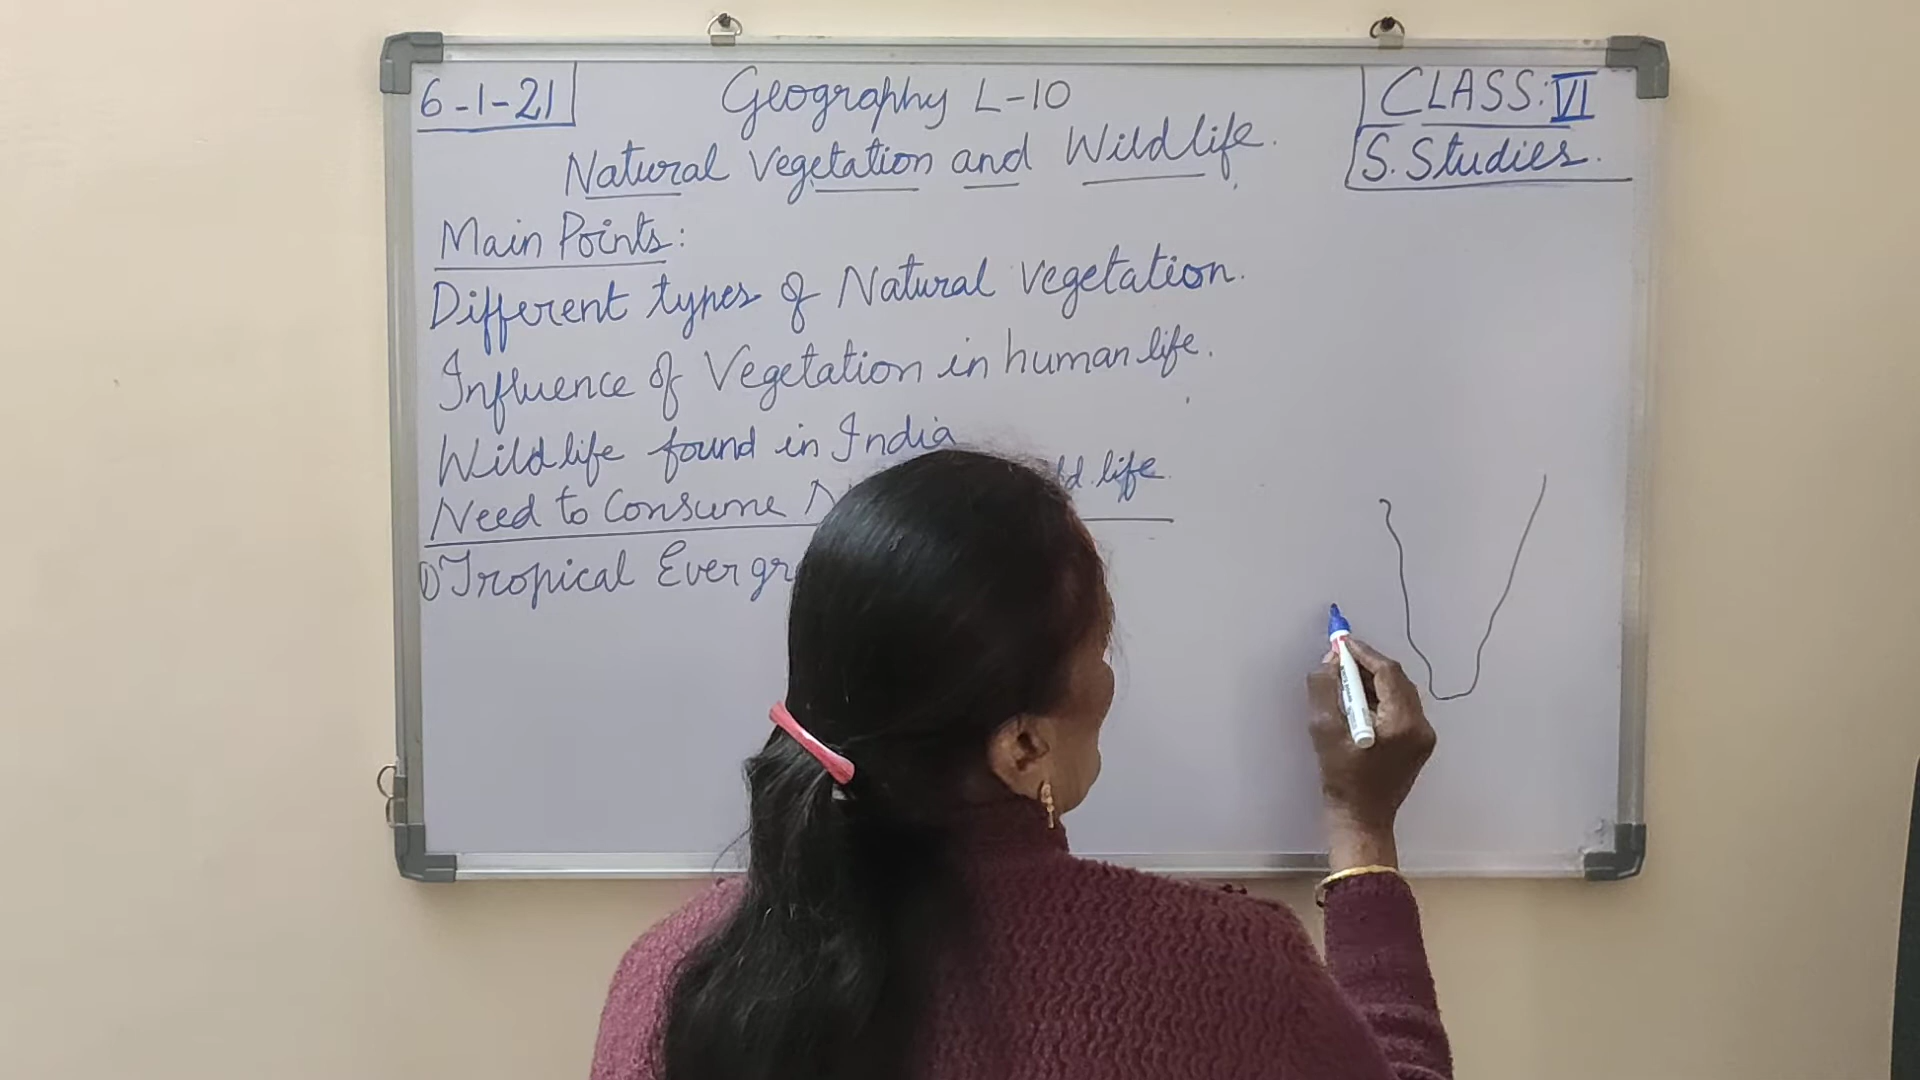 6-1-21
Geography L-10
CLASS: VI
S. Studies.
Natural Vegetation and Wildlife.
Main Points:
Different types of Natural vegetation.
Influence of Vegetation in human life.
Wildlife found in India
Need to Consume life
1) Tropical